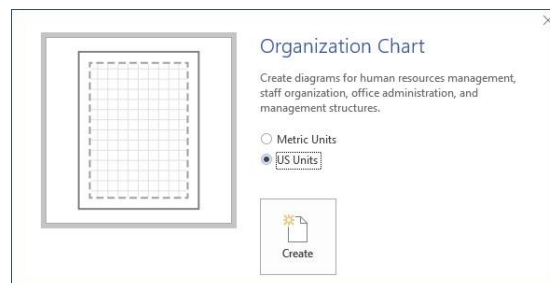 Organization Chart
Create diagrams for human resources management,
staff organization, office administration, and
management structures.
Metric Units
US Units
Create